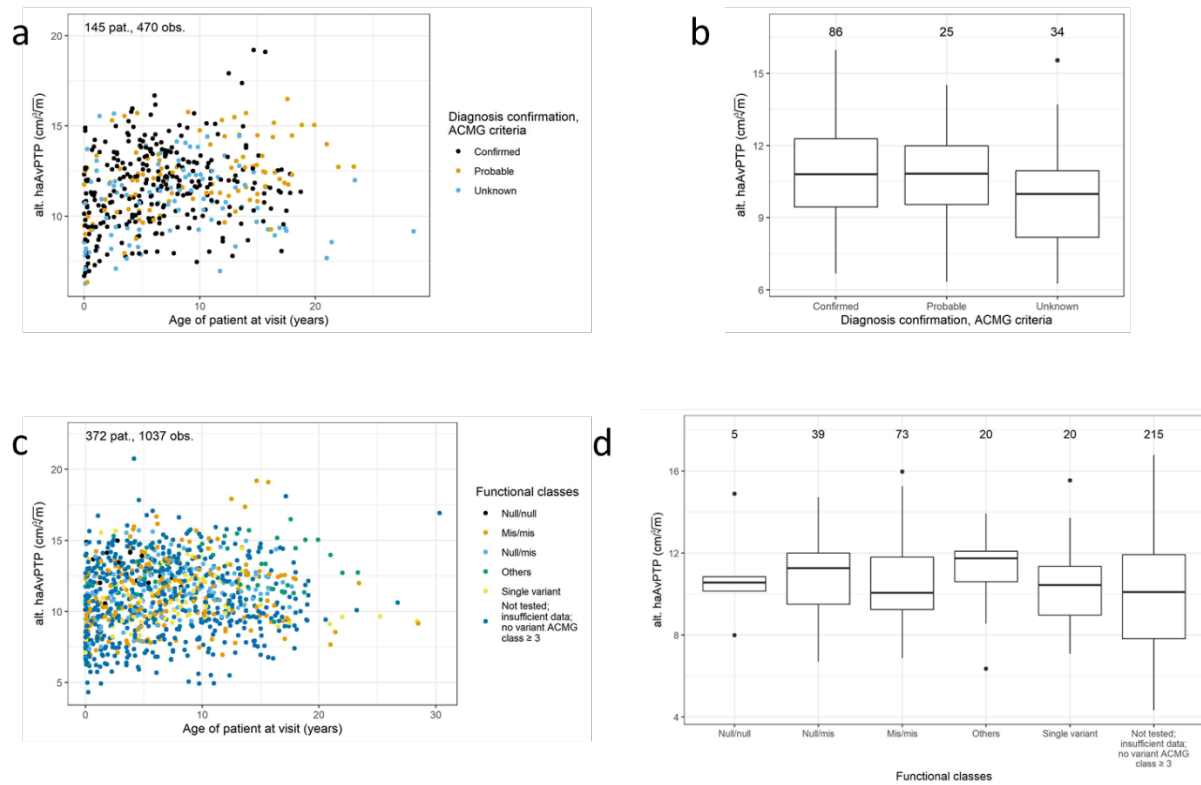 a
145 pat., 470 obs.
20
15
10
alt. haAvPTP (cm/√m)
0
10
20
Age of patient at visit (years)
Diagnosis confirmation,
ACMG criteria
Confirmed
Probable
Unknown
b
86
25
34
15
12
9
6
alt. haAvPTP (cm/√m)
Confirmed
Probable
Unknown
Diagnosis confirmation, ACMG criteria
c
372 pat., 1037 obs.
20
15
10
5
alt. haAvPTP (cm/√m)
0
10
20
30
Age of patient at visit (years)
Functional classes
Null/null
Mis/mis
Null/mis
Others
Single variant
Not tested;
insufficient data;
no variant ACMG
class ≥ 3
d
5
39
73
20
20
215
16
12
8
4
alt. haAvPTP (cm/√m)
Null/null
Null/mis
Mis/mis
Others
Single variant
Not tested;
insufficient data;
no variant ACMG
class ≥ 3
Functional classes